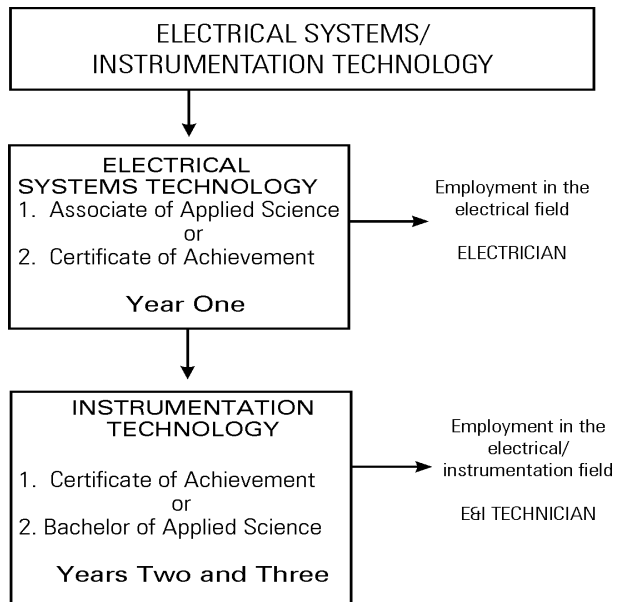 ELECTRICAL SYSTEMS/
INSTRUMENTATION TECHNOLOGY
ELECTRICAL
SYSTEMS TECHNOLOGY
1. Associate of Applied Science
or
2. Certificate of Achievement
Year One
Employment in the
electrical field
ELECTRICIAN
INSTRUMENTATION
TECHNOLOGY
1. Certificate of Achievement
or
2. Bachelor of Applied Science
Years Two and Three
Employment in the
electrical/
instrumentation field
E&I TECHNICIAN